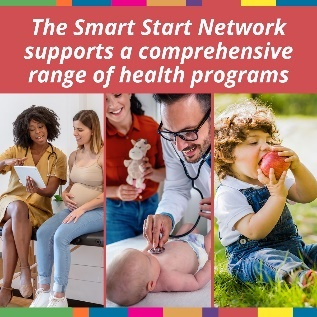 The Smart Start Network
supports a comprehensive
range of health programs